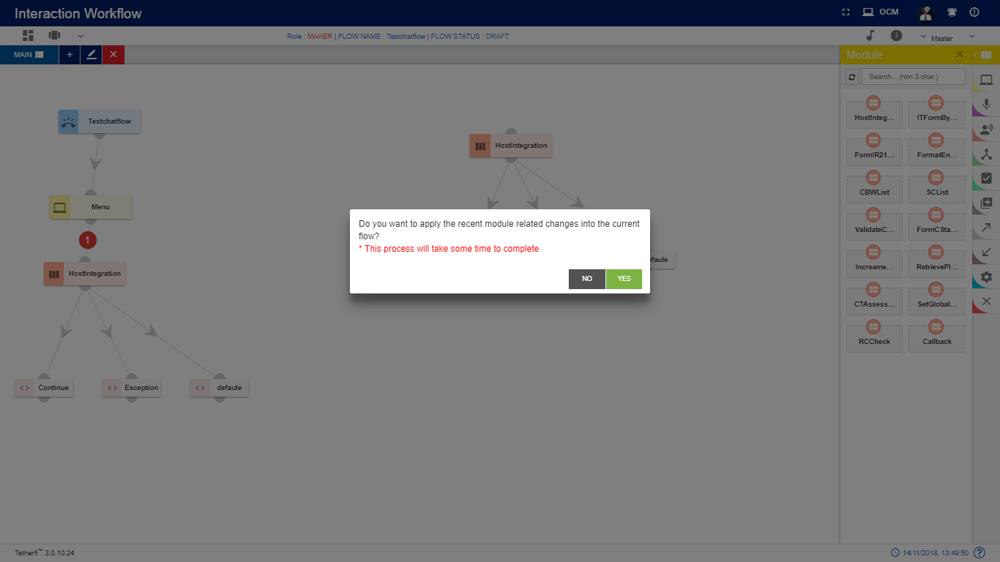 Interaction Workflow
OCM
Role : MAKER | FLOW NAME : Testchatflow | FLOW STATUS : DRAFT
Master
MAIN
Module
Search... (min 3 char.)
Testchatflow
Menu
1
HostIntegration
Continue
Exception
defaule
HostIntegration
efaule
Do you want to apply the recent module related changes into the current
flow?
* This process will take some time to complete
NO
YES
HostInteg...
ITFormBy...
FormIR21...
FormatEn...
CBWList
SCList
ValidateC...
FormCSta...
Increame...
RetrievePl...
CTAssess...
SetGlobal...
RCCheck
Callback
Tetherfi™ 3.0.10.24
14/11/2018, 13:49:50